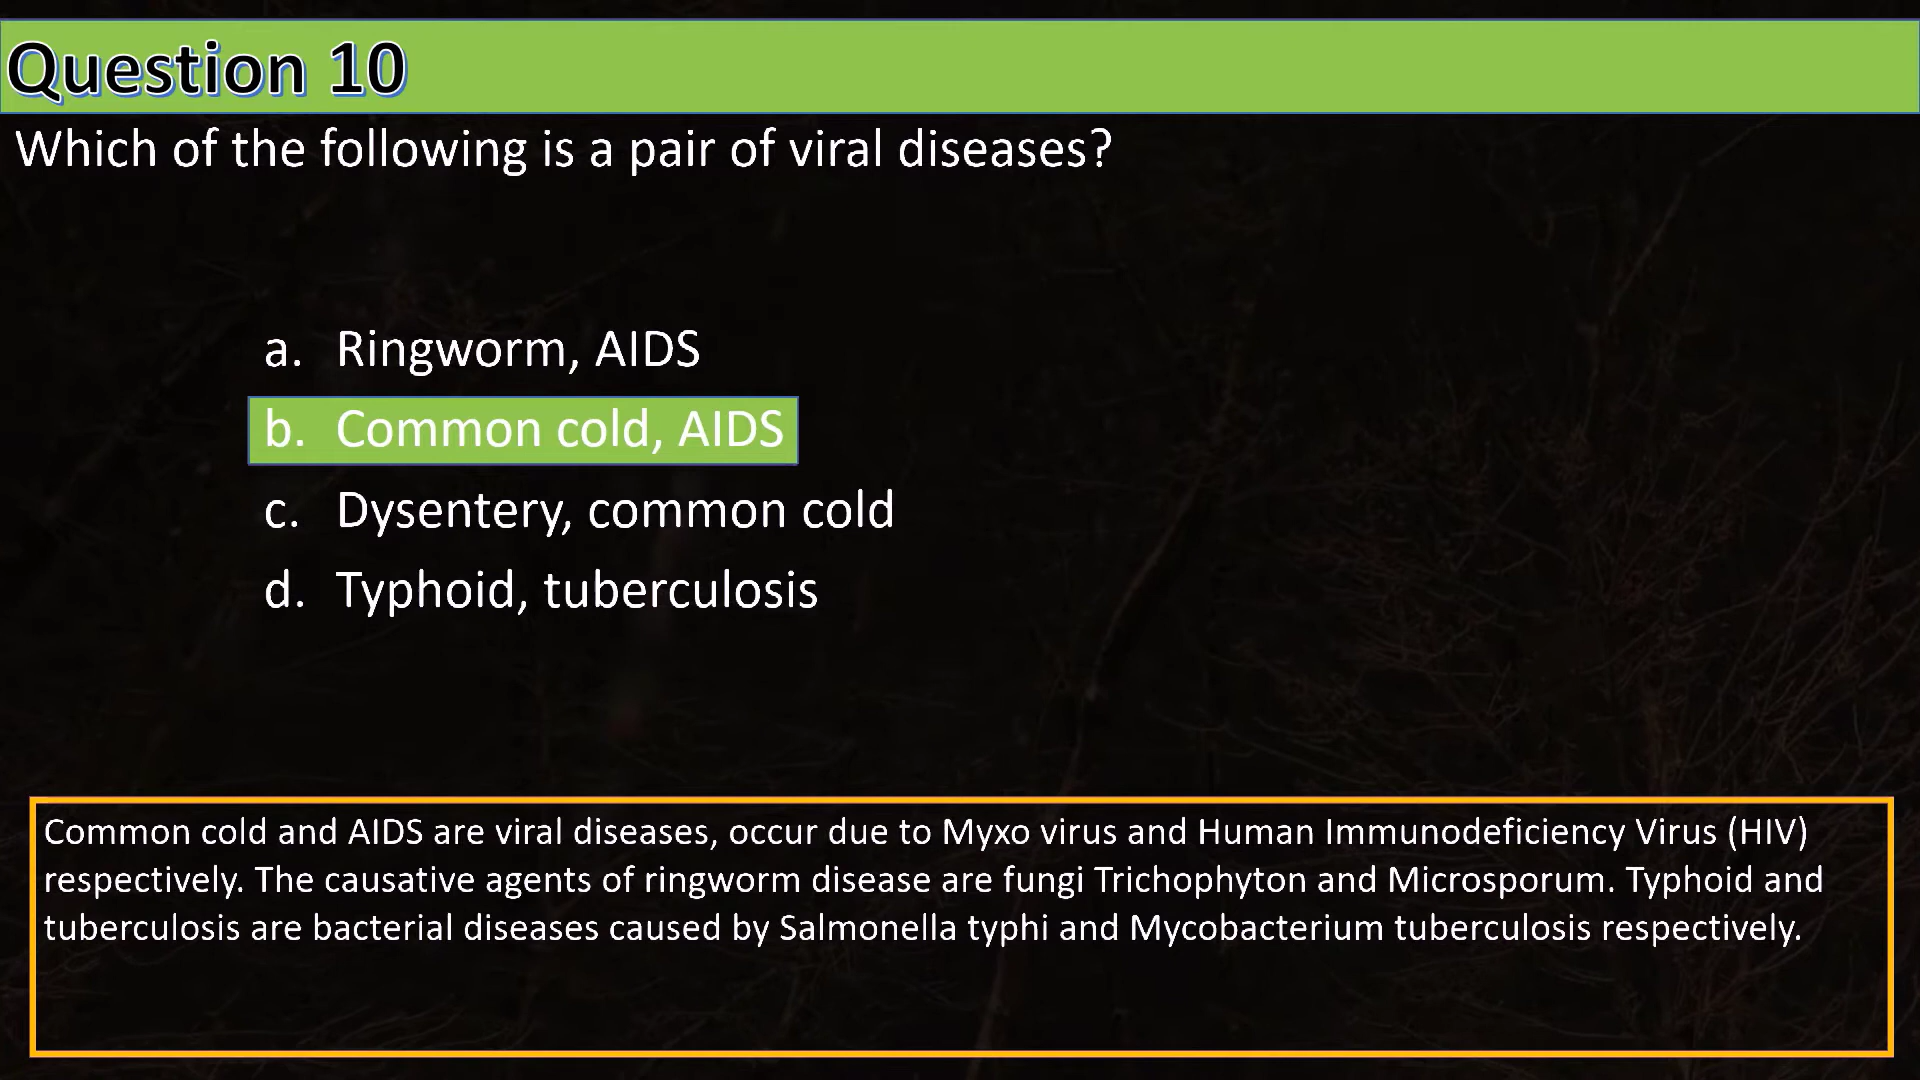 Question 10
Which of the following is a pair of viral diseases?
a. Ringworm, AIDS
b. Common cold, AIDS
c. Dysentery, common cold
d. Typhoid, tuberculosis
Common cold and AIDS are viral diseases, occur due to Myxo virus and Human Immunodeficiency Virus (HIV)
respectively. The causative agents of ringworm disease are fungi Trichophyton and Microsporum. Typhoid and
tuberculosis are bacterial diseases caused by Salmonella typhi and Mycobacterium tuberculosis respectively.